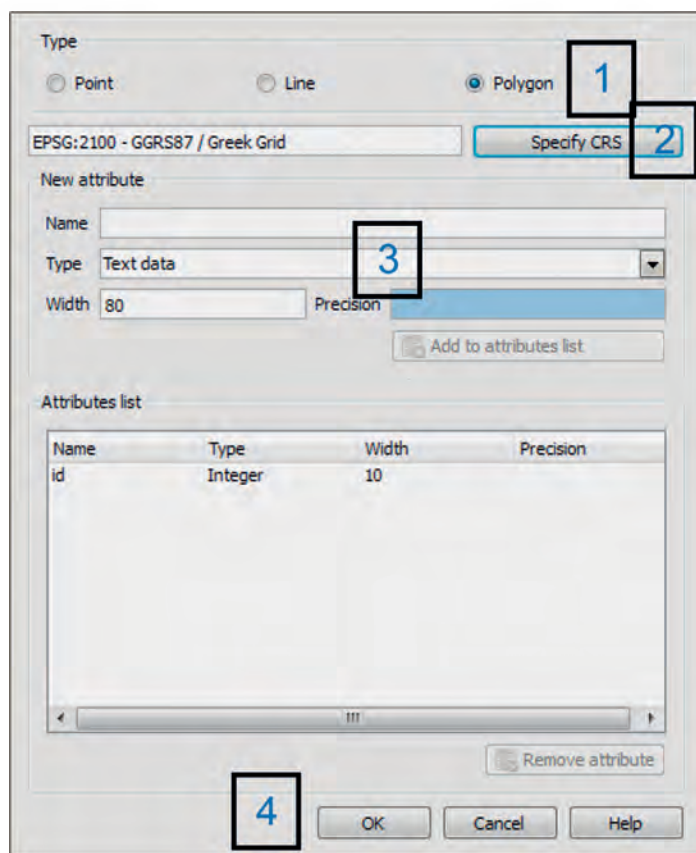 Type
Point Line Polygon 1
EPSG:2100 - GGRS87 / Greek Grid Specify CRS 2
New attribute
Name
Type Text data 3
Width 80 Precision
Add to attributes list
Attributes list
Name Type Width Precision
id Integer 10
Remove attribute
4 OK Cancel Help